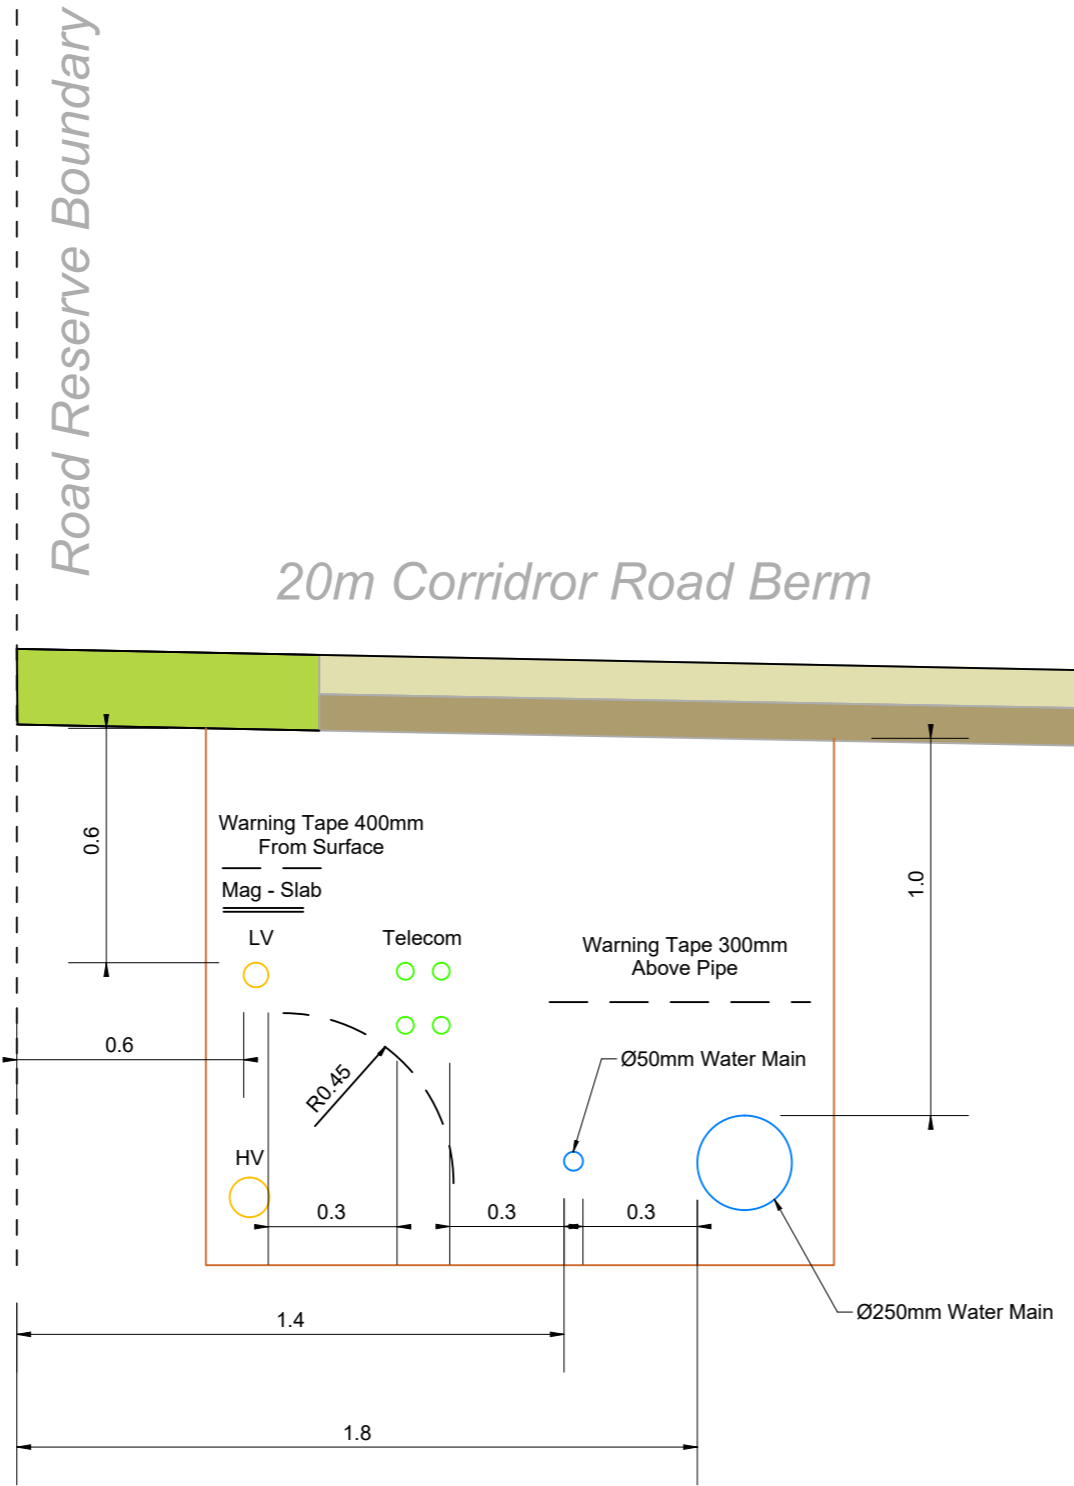 Road Reserve Boundary
20m Corridror Road Berm
Warning Tape 400mm
From Surface
0.6
Mag - Slab
1.0
LV
Telecom
Warning Tape 300mm
Above Pipe
0.6
R0.45
Ø50mm Water Main
HV
0.3
0.3
0.3
Ø250mm Water Main
1.4
1.8